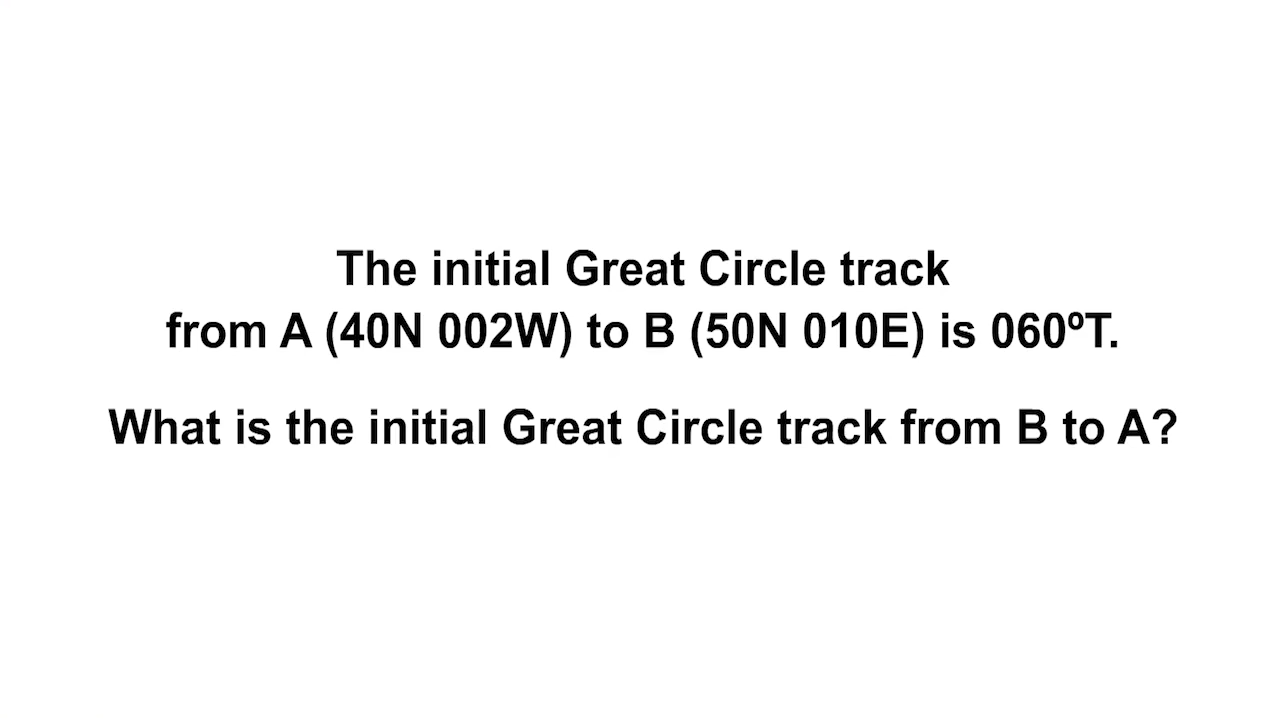 The initial Great Circle track
from A (40N 002W) to B (50N 010E) is 060ºT.
What is the initial Great Circle track from B to A?